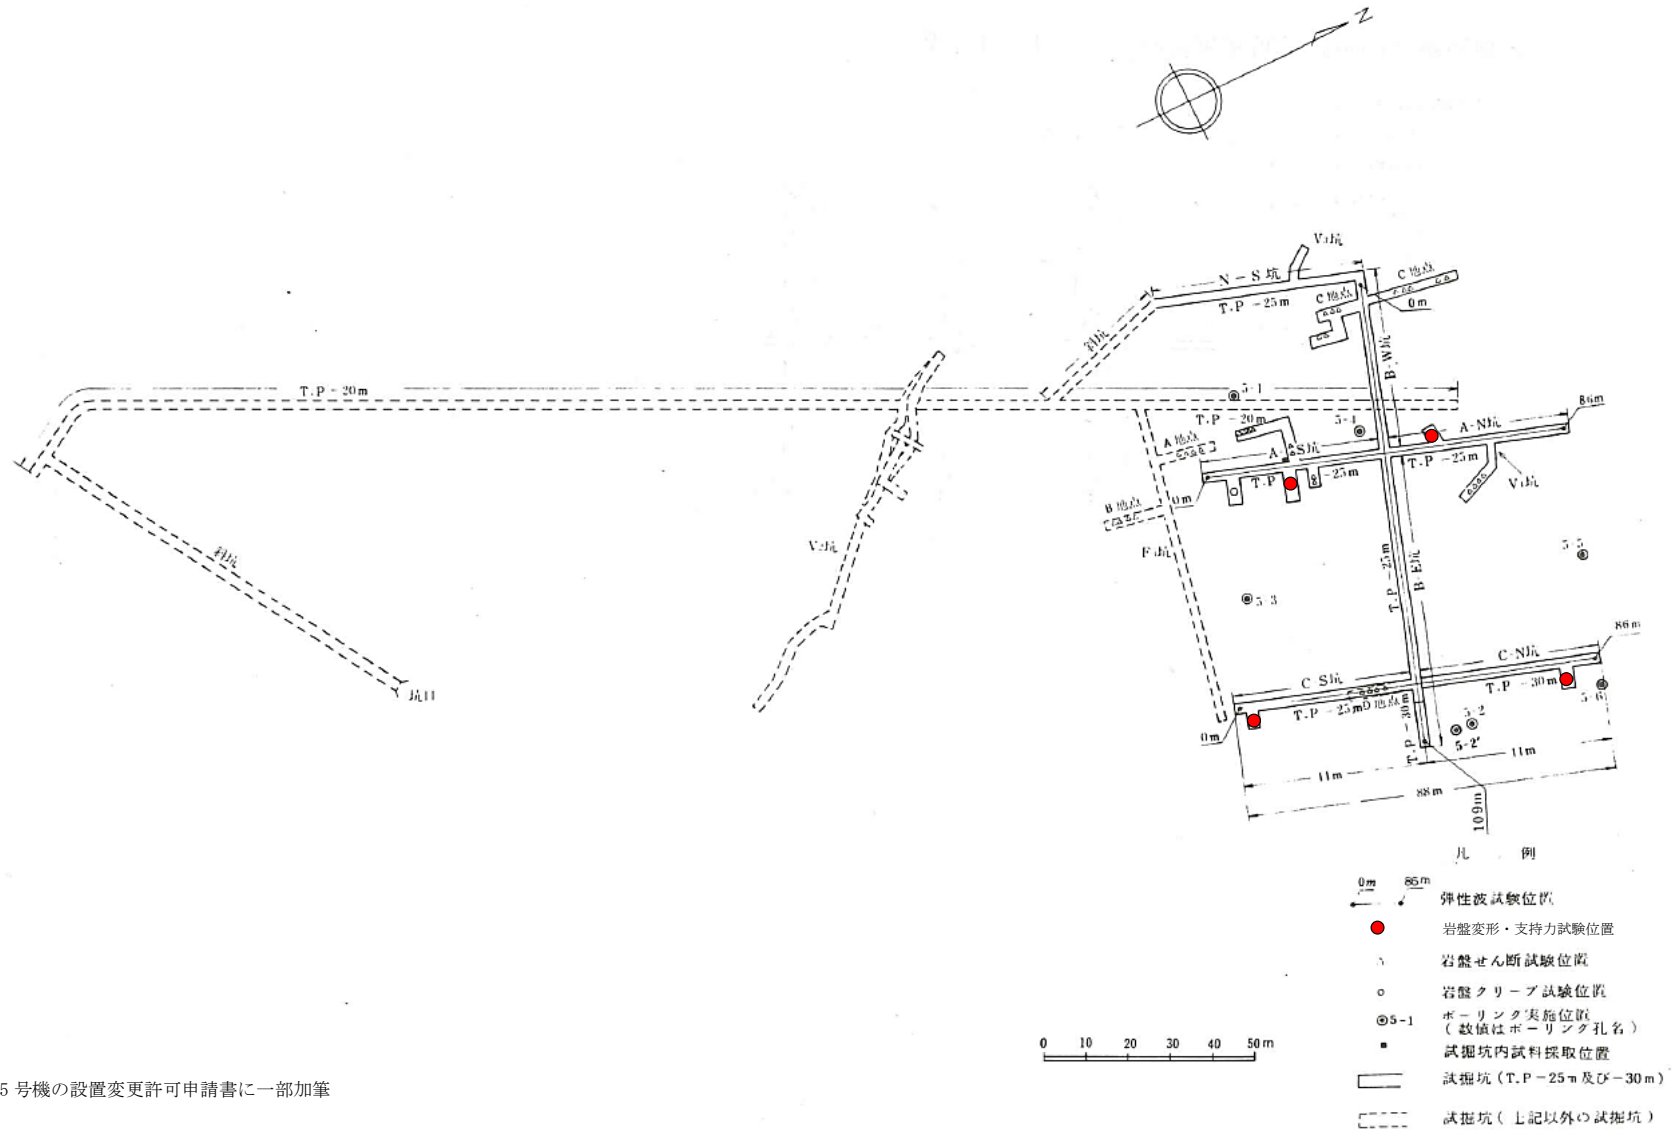 N
V₃坑
N－S坑
C 地点
T.P －25m
C 地点
0m
斜坑
B-W坑
T.P －20m
5-1
86m
T.P －20m
5-4
A-N坑
A 地点
A S坑
T.P －25m
T.P
－25m
V₁坑
0m
B 地点
斜坑
V₂坑
F 坑
5-5
T.P －25m
B-E坑
5-3
86m
坑口
C-N坑
C S坑
T.P －30m
5-6
T.P －25m
D 地点
T.P －30m
5-2
5-2'
0m
88m
109m
凡 例
0m 86m
弾性波試験位置
岩盤変形・支持力試験位置
岩盤せん断試験位置
岩盤クリープ試験位置
5-1 ボーリング実施位置
（数値はボーリング孔名）
試掘坑内試料採取位置
0 10 20 30 40 50m
試掘坑（T.P－25m及び－30m）
5 号機の設置変更許可申請書に一部加筆
試掘坑（上記以外の試掘坑）